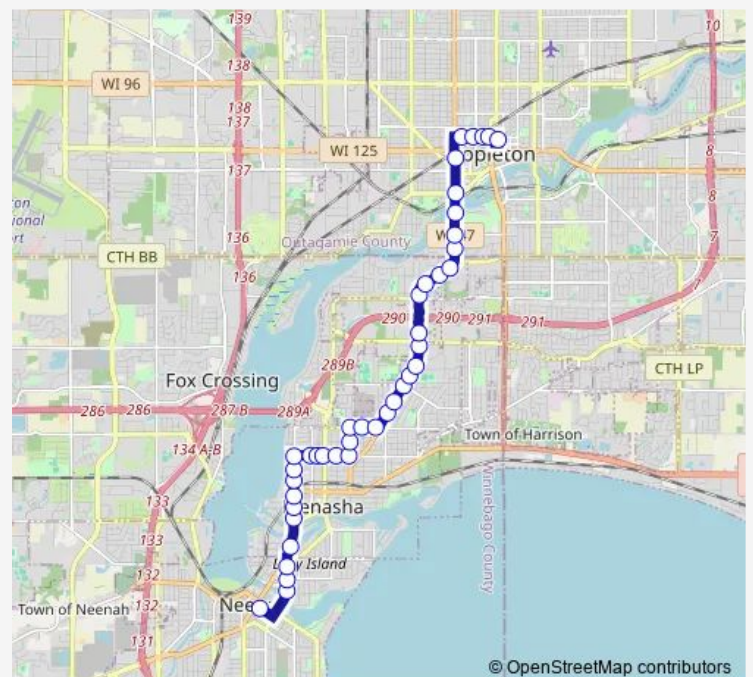 139
10
138
WI 96
138
137
WI 125
ppleton
8
137
8
Outagamie County
136
7
CTH BB
136
7
290
290
291
291
289B
CTH LP
Fox Crossing
286
286
287 B
289A
134 A-B
Town of Harrison
Winnebago County
133
enasha
133
132
Island
Town of Neenah
132
Nee
131
© OpenStreetMap contributors